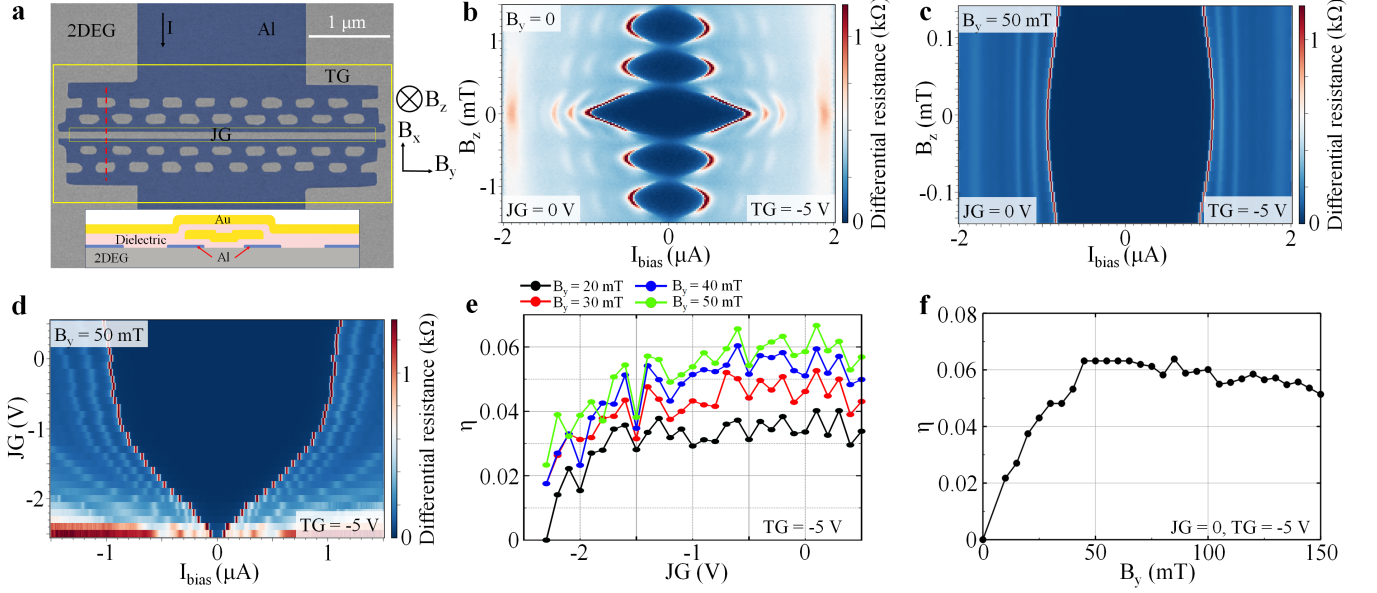 a
2DEG
I
Al
1 μm
TG
B_z
JG
B_x
B_y
Au
Dielectric
2DEG
Al
b
B_y = 0
B_z (mT)
1
0
-1
JG = 0 V
TG = -5 V
-2
0
2
I_bias (μA)
1
0
Differential resistance (kΩ)
c
B_y = 50 mT
B_z (mT)
0.1
0
-0.1
JG = 0 V
TG = -5 V
-2
0
2
I_bias (μA)
1
0
Differential resistance (kΩ)
d
B_y = 50 mT
JG (V)
0
-1
-2
TG = -5 V
-1
0
1
I_bias (μA)
1
0
Differential resistance (kΩ)
e
B_y = 20 mT
B_y = 40 mT
B_y = 30 mT
B_y = 50 mT
η
0.06
0.04
0.02
0
TG = -5 V
-2
-1
0
JG (V)
f
η
0.08
0.06
0.04
0.02
0
JG = 0, TG = -5 V
0
50
100
150
B_y (mT)